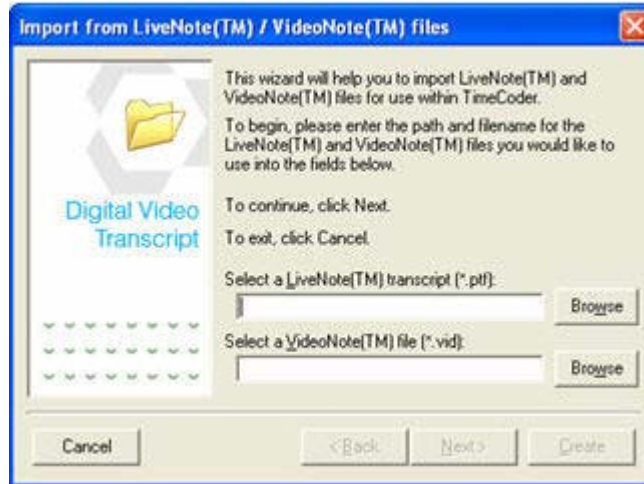 Import from LiveNote(TM) / VideoNote(TM) files
This wizard will help you to import LiveNote(TM) and
VideoNote(TM) files for use within TimeCoder.
To begin, please enter the path and filename for the
LiveNote(TM) and VideoNote(TM) files you would like to
use into the fields below.
Digital Video
Transcript
To continue, click Next.
To exit, click Cancel.
Select a LiveNote(TM) transcript (*.ptf):
Browse
Select a VideoNote(TM) file (*.vid):
Browse
Cancel
< Back
Next >
Create